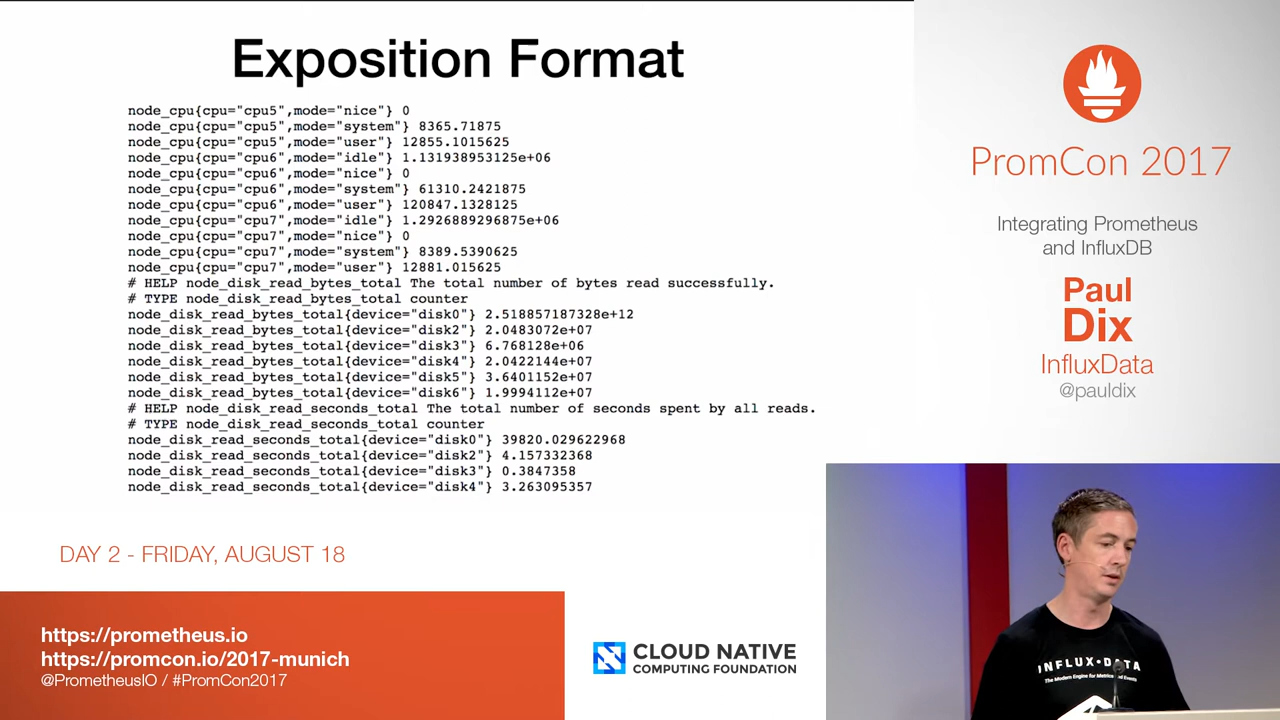 Exposition Format
node_cpu{cpu="cpu5",mode="nice"} 0
node_cpu{cpu="cpu5",mode="system"} 8365.71875
node_cpu{cpu="cpu5",mode="user"} 12855.1015625
node_cpu{cpu="cpu6",mode="idle"} 1.131938953125e+06
node_cpu{cpu="cpu6",mode="nice"} 0
node_cpu{cpu="cpu6",mode="system"} 61310.2421875
node_cpu{cpu="cpu6",mode="user"} 120847.1328125
node_cpu{cpu="cpu7",mode="idle"} 1.2926889296875e+06
node_cpu{cpu="cpu7",mode="nice"} 0
node_cpu{cpu="cpu7",mode="system"} 8389.5390625
node_cpu{cpu="cpu7",mode="user"} 12881.015625
# HELP node_disk_read_bytes_total The total number of bytes read successfully.
# TYPE node_disk_read_bytes_total counter
node_disk_read_bytes_total{device="disk0"} 2.518857187328e+12
node_disk_read_bytes_total{device="disk2"} 2.0483072e+07
node_disk_read_bytes_total{device="disk3"} 6.768128e+06
node_disk_read_bytes_total{device="disk4"} 2.0422144e+07
node_disk_read_bytes_total{device="disk5"} 3.6401152e+07
node_disk_read_bytes_total{device="disk6"} 1.9994112e+07
# HELP node_disk_read_seconds_total The total number of seconds spent by all reads.
# TYPE node_disk_read_seconds_total counter
node_disk_read_seconds_total{device="disk0"} 39820.029622968
node_disk_read_seconds_total{device="disk2"} 4.157332368
node_disk_read_seconds_total{device="disk3"} 0.3847358
node_disk_read_seconds_total{device="disk4"} 3.263095357
PromCon 2017
Integrating Prometheus
and InfluxDB
Paul
Dix
InfluxData
@pauldix
DAY 2 - FRIDAY, AUGUST 18
https://prometheus.io
https://promcon.io/2017-munich
@PrometheusIO / #PromCon2017
CLOUD NATIVE
COMPUTING FOUNDATION
INFLUX•DATA
The Modern Engine for Metrics and Events